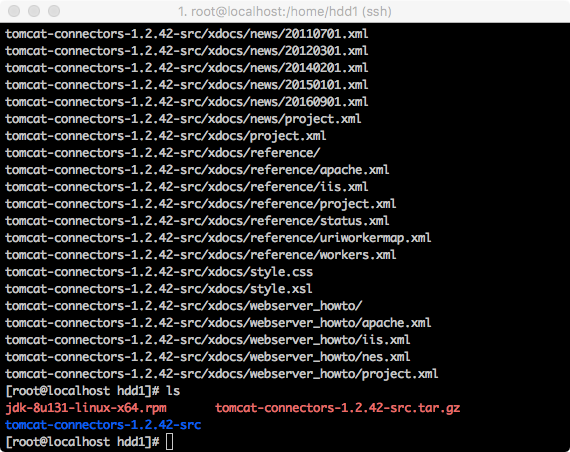 1. root@localhost:/home/hdd1 (ssh)
tomcat-connectors-1.2.42-src/xdocs/news/20110701.xml
tomcat-connectors-1.2.42-src/xdocs/news/20120301.xml
tomcat-connectors-1.2.42-src/xdocs/news/20140201.xml
tomcat-connectors-1.2.42-src/xdocs/news/20150101.xml
tomcat-connectors-1.2.42-src/xdocs/news/20160901.xml
tomcat-connectors-1.2.42-src/xdocs/news/project.xml
tomcat-connectors-1.2.42-src/xdocs/project.xml
tomcat-connectors-1.2.42-src/xdocs/reference/
tomcat-connectors-1.2.42-src/xdocs/reference/apache.xml
tomcat-connectors-1.2.42-src/xdocs/reference/iis.xml
tomcat-connectors-1.2.42-src/xdocs/reference/project.xml
tomcat-connectors-1.2.42-src/xdocs/reference/status.xml
tomcat-connectors-1.2.42-src/xdocs/reference/uriworkermap.xml
tomcat-connectors-1.2.42-src/xdocs/reference/workers.xml
tomcat-connectors-1.2.42-src/xdocs/style.css
tomcat-connectors-1.2.42-src/xdocs/style.xsl
tomcat-connectors-1.2.42-src/xdocs/webserver_howto/
tomcat-connectors-1.2.42-src/xdocs/webserver_howto/apache.xml
tomcat-connectors-1.2.42-src/xdocs/webserver_howto/iis.xml
tomcat-connectors-1.2.42-src/xdocs/webserver_howto/nes.xml
tomcat-connectors-1.2.42-src/xdocs/webserver_howto/project.xml
[root@localhost hdd1]# ls
jdk-8u131-linux-x64.rpm tomcat-connectors-1.2.42-src.tar.gz
tomcat-connectors-1.2.42-src
[root@localhost hdd1]#